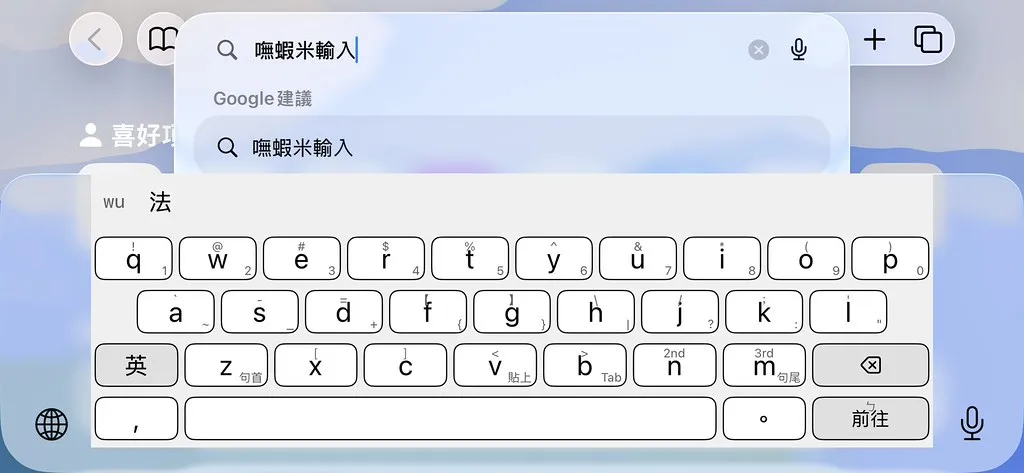 嘸蝦米輸入
Google建議
喜好項
嘸蝦米輸入
wu 法
! q 1 @ w 2 # e 3 $ r 4 % t 5 ^ y 6 & u 7 * i 8 ( o 9 ) p 0
` a ~ - s _ = d + 【 f { 】 g } \ h | / j ? ; k : ' l "
英 z 句首 [ x ] c < v 貼上 > b Tab 2nd n 3rd m 句尾
, 。 ㄅ 前往